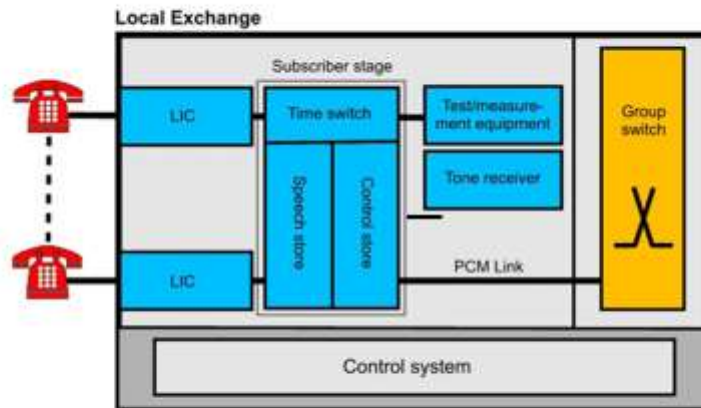 Local Exchange
Subscriber stage
LIC
Time switch
Test/measure-
ment equipment
Group
switch
Tone receiver
Speech store
Control store
LIC
PCM Link
Control system